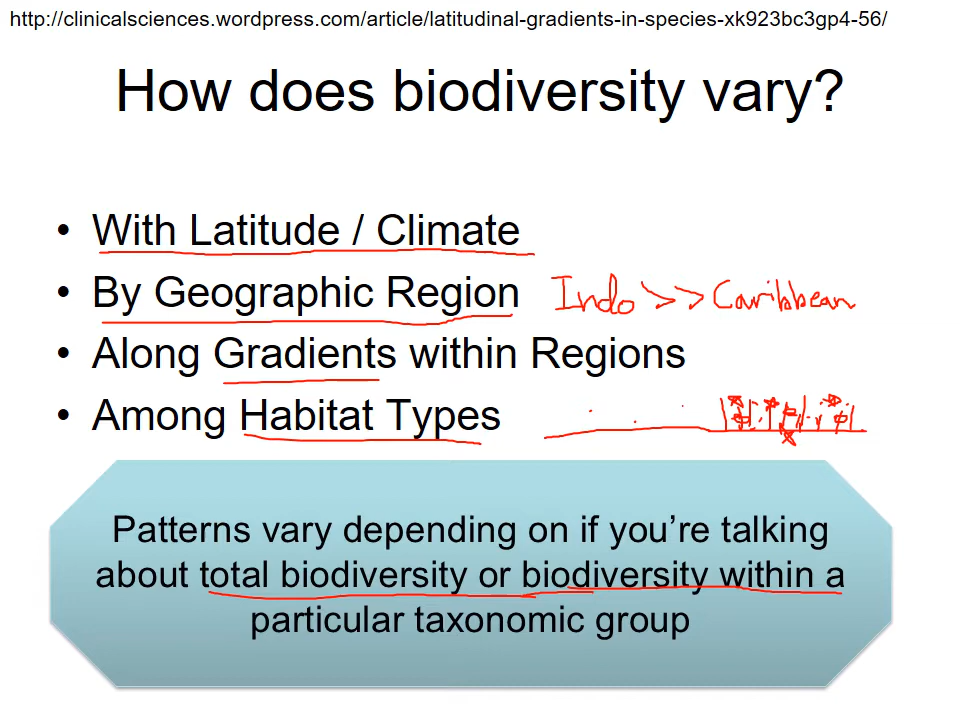 http://clinicalsciences.wordpress.com/article/latitudinal-gradients-in-species-xk923bc3gp4-56/
How does biodiversity vary?
• With Latitude / Climate
• By Geographic Region Indo >> Caribbean
• Along Gradients within Regions
• Among Habitat Types
Patterns vary depending on if you’re talking
about total biodiversity or biodiversity within a
particular taxonomic group